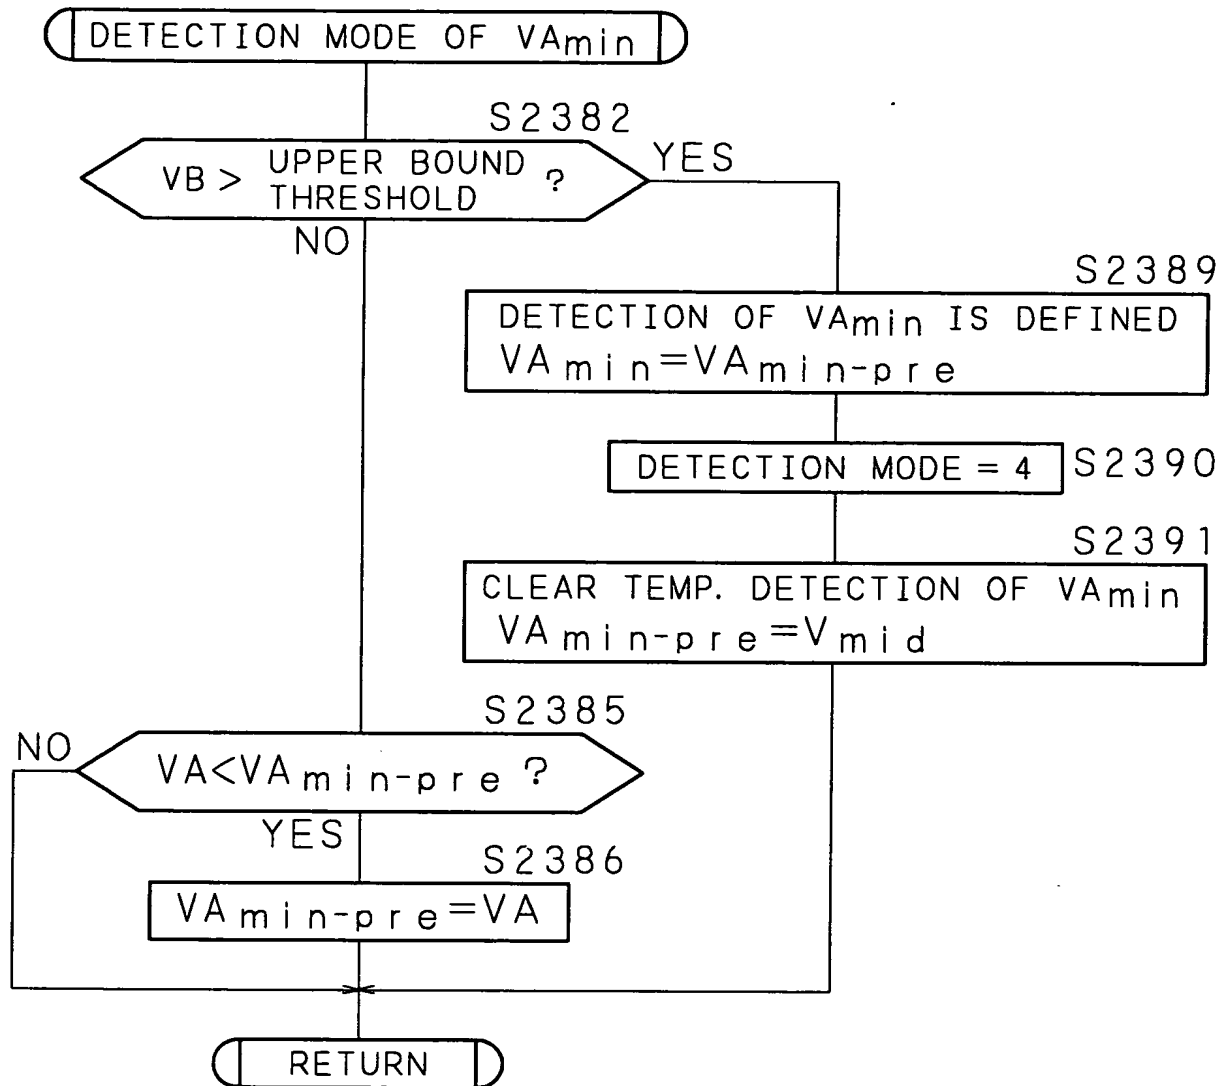 DETECTION MODE OF VAmin
S2382
VB > UPPER BOUND THRESHOLD ?
YES
NO
S2389
DETECTION OF VAmin IS DEFINED
VAmin=VAmin-pre
DETECTION MODE = 4
S2390
S2391
CLEAR TEMP. DETECTION OF VAmin
VAmin-pre=Vmid
S2385
NO
VA<VAmin-pre ?
YES
S2386
VAmin-pre=VA
RETURN